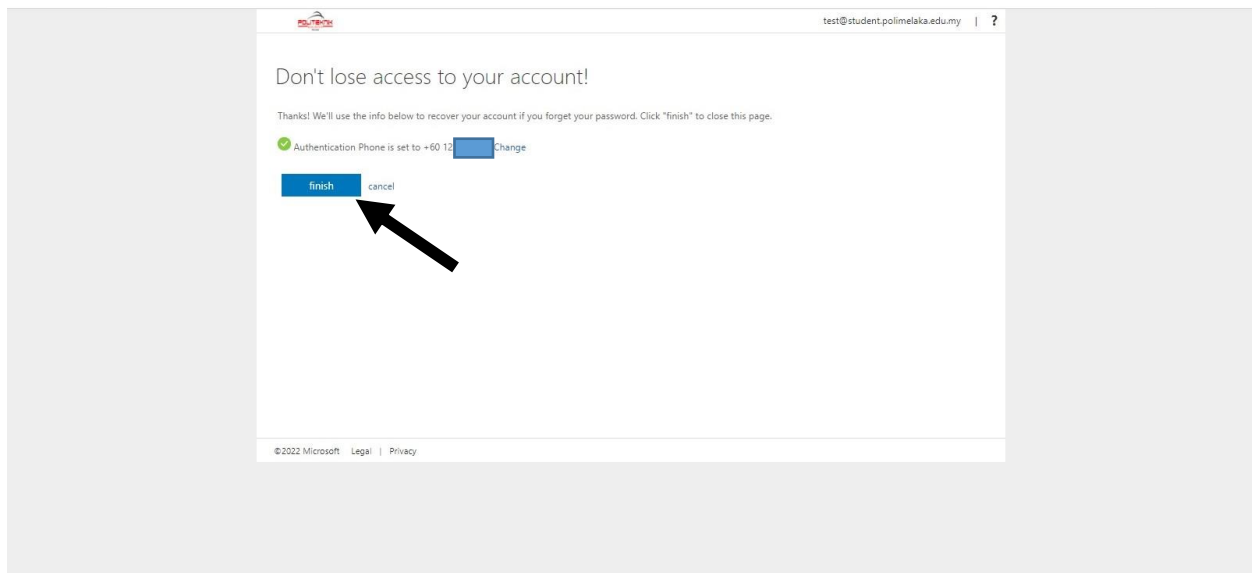 POLITEKNIK
test@student.polimelaka.edu.my | ?
Don't lose access to your account!
Thanks! We'll use the info below to recover your account if you forget your password. Click "finish" to close this page.
Authentication Phone is set to +60 12 Change
finish cancel
©2022 Microsoft Legal | Privacy